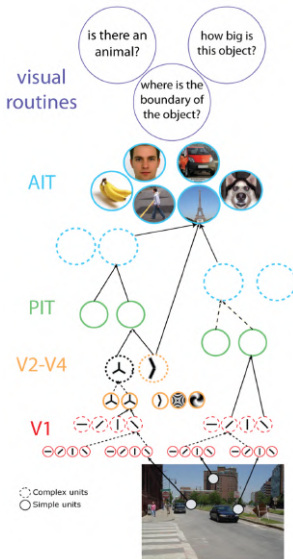 is there an
animal?
how big is
this object?
where is the
boundary of
the object?
visual
routines
AIT
PIT
V2-V4
V1
Complex units
Simple units